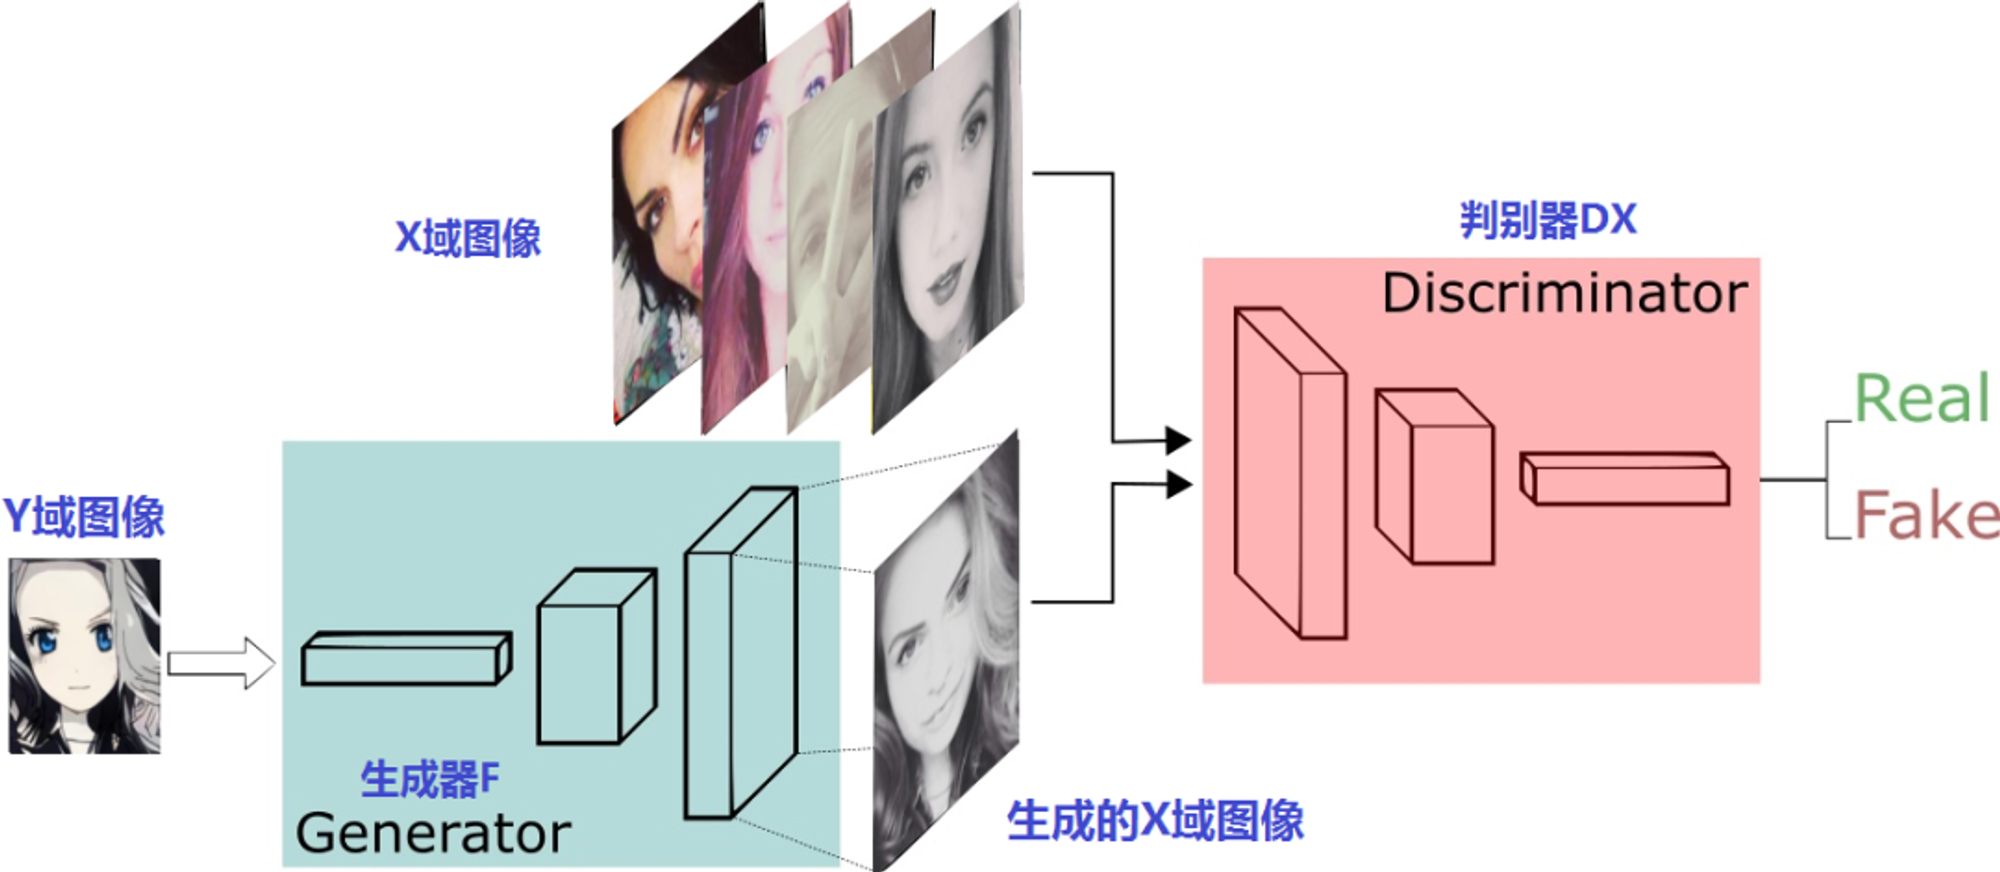 X域图像
判别器DX
Discriminator
Real
Fake
Y域图像
生成器F
Generator
生成的X域图像